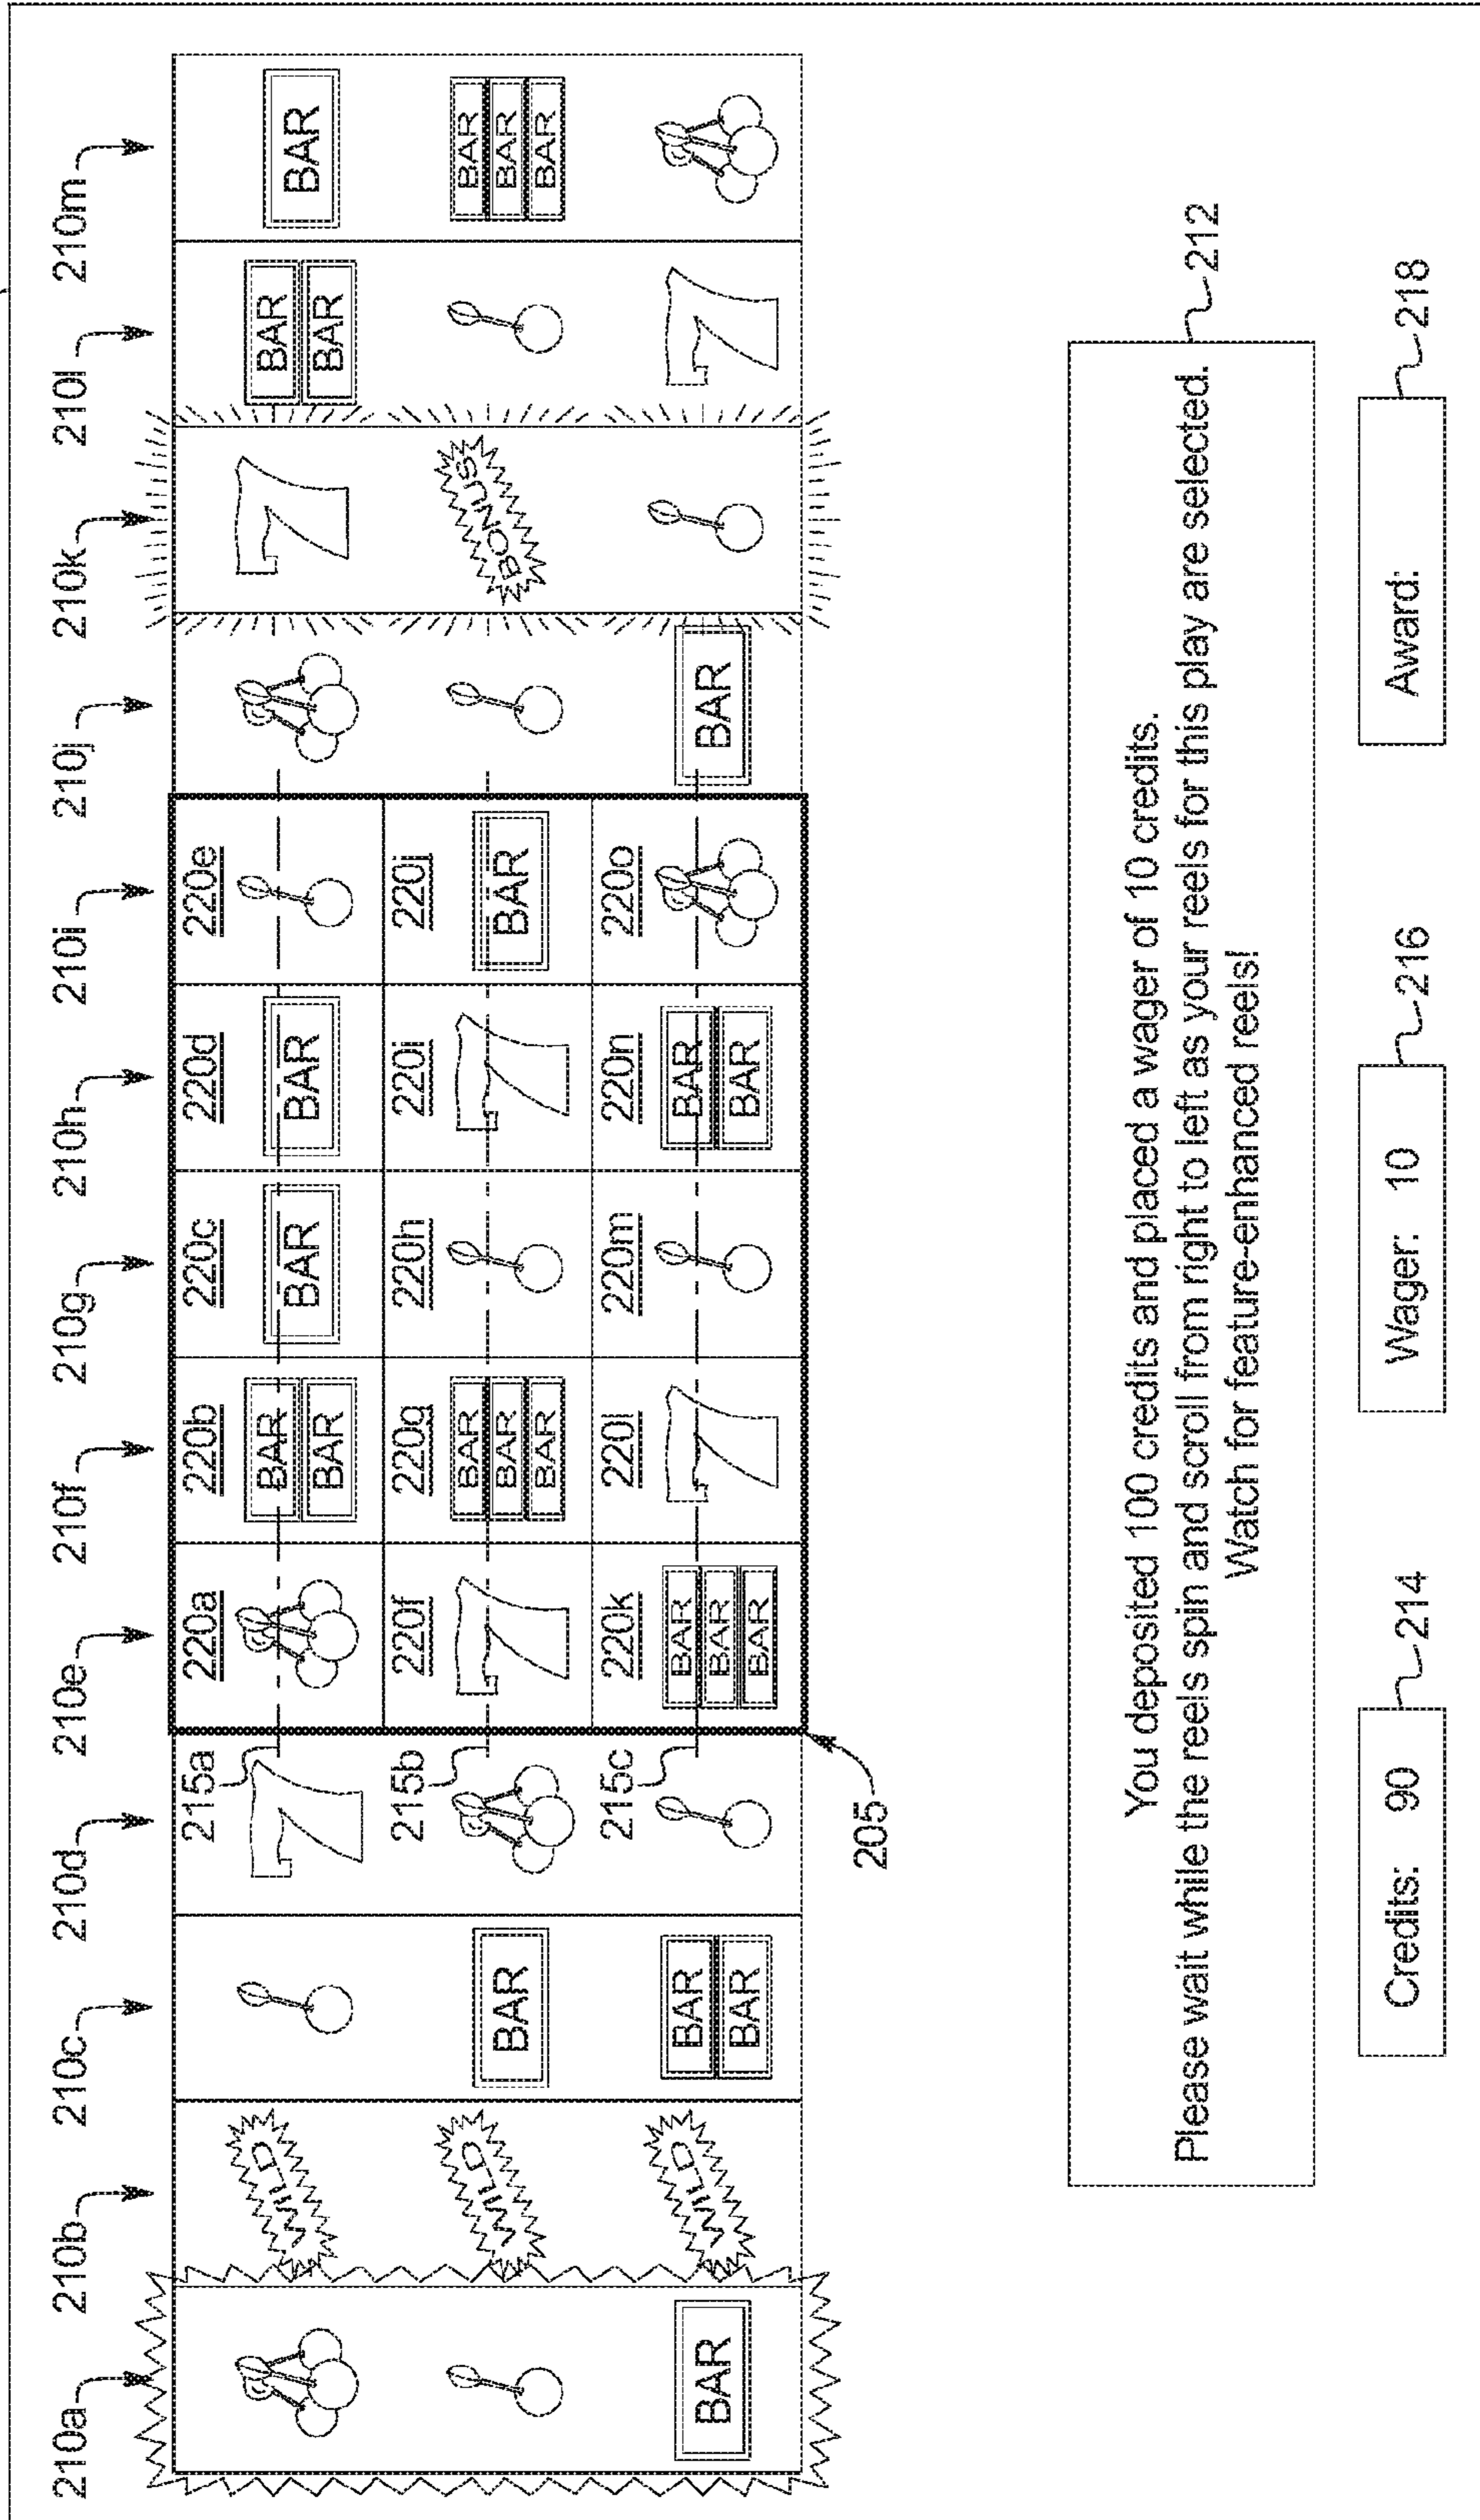 210a 210b 210c 210d 210e 210f 210g 210h 210i 210j 210k 210l 210m
215a 220a 220b 220c 220d 220e
WILD BAR BAR BAR BAR BAR BAR BAR
BAR BAR
215b 220f 220g 220h 220i 220j
WILD BAR BAR BAR BONUS BAR
BAR BAR
BAR BAR
215c 220k 220l 220m 220n 220o
BAR WILD BAR BAR BAR BAR
BAR BAR BAR
BAR
205
You deposited 100 credits and placed a wager of 10 credits.
Please wait while the reels spin and scroll from right to left as your reels for this play are selected.
Watch for feature-enhanced reels!
212
Credits: 90 214 Wager: 10 216 Award: 218